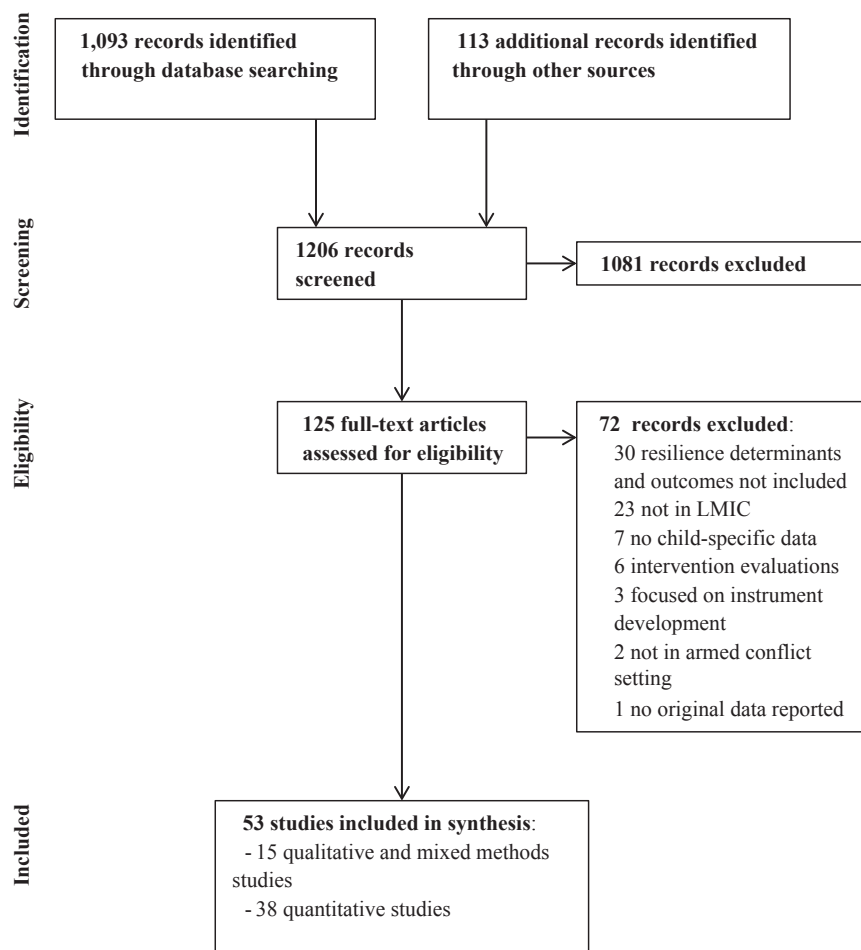 Identification
1,093 records identified
through database searching
113 additional records identified
through other sources
Screening
1206 records
screened
1081 records excluded
Eligibility
125 full-text articles
assessed for eligibility
72 records excluded:
30 resilience determinants
and outcomes not included
23 not in LMIC
7 no child-specific data
6 intervention evaluations
3 focused on instrument
development
2 not in armed conflict
setting
1 no original data reported
Included
53 studies included in synthesis:
- 15 qualitative and mixed methods
studies
- 38 quantitative studies